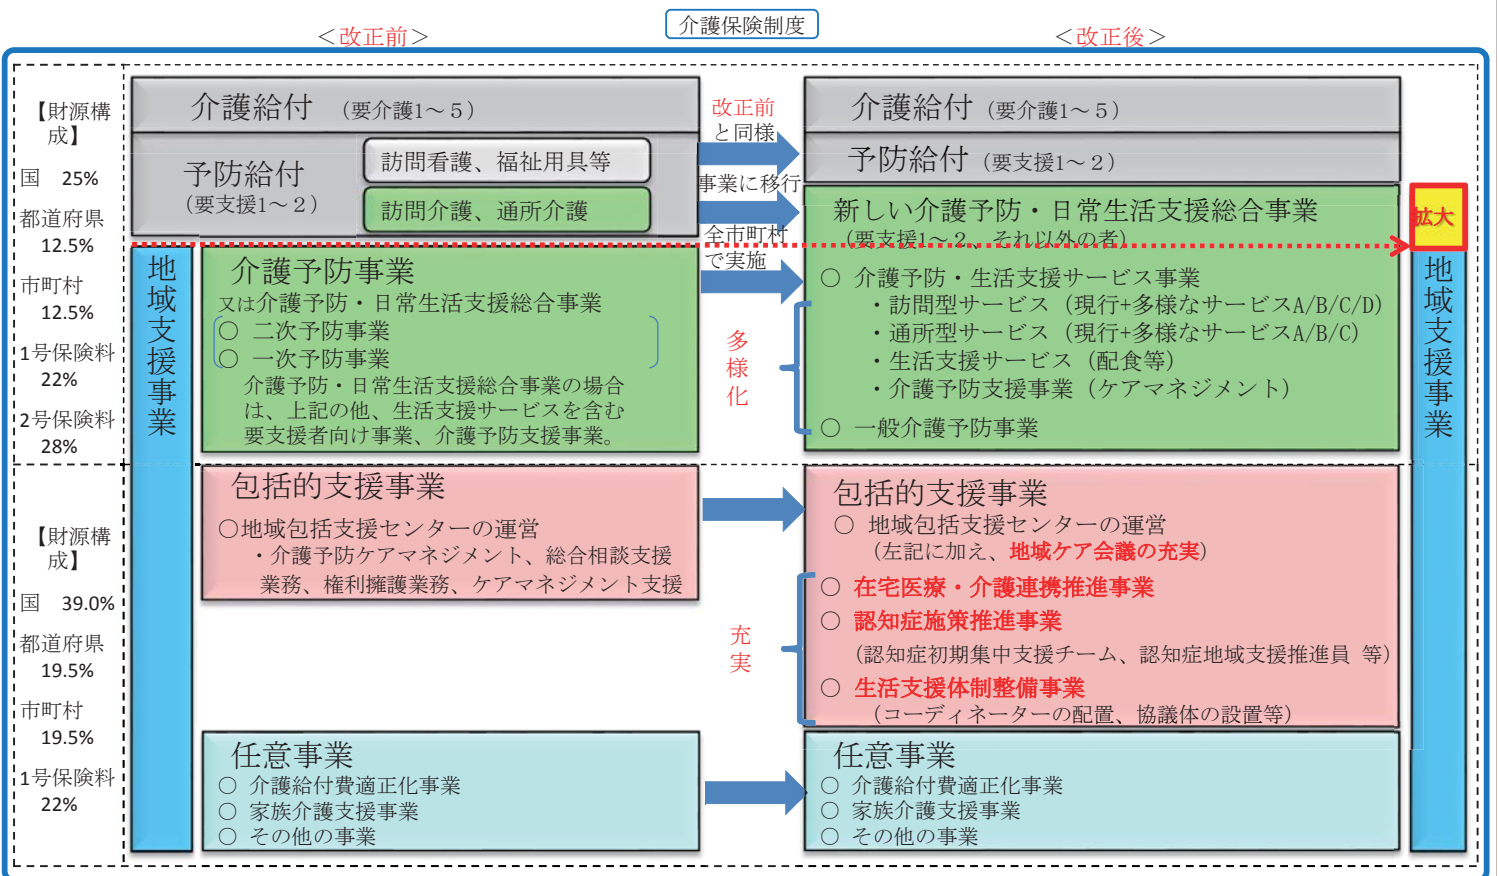 介護保険制度
＜改正前＞
＜改正後＞
【財源構
成】
国 25%
都道府県
12.5%
市町村
12.5%
1号保険料
22%
2号保険料
28%
【財源構
成】
国 39.0%
都道府県
19.5%
市町村
19.5%
1号保険料
22%
介護給付 （要介護1～５）
予防給付
（要支援1～２）
訪問看護、福祉用具等
訪問介護、通所介護
地域支援事業
介護予防事業
又は介護予防・日常生活支援総合事業
○ 二次予防事業
○ 一次予防事業
介護予防・日常生活支援総合事業の場合
は、上記の他、生活支援サービスを含む
要支援者向け事業、介護予防支援事業。
包括的支援事業
○地域包括支援センターの運営
・介護予防ケアマネジメント、総合相談支援
業務、権利擁護業務、ケアマネジメント支援
任意事業
○ 介護給付費適正化事業
○ 家族介護支援事業
○ その他の事業
改正前
と同様
事業に移行
全市町村
で実施
多様化
充実
介護給付（要介護1～５）
予防給付（要支援1～２）
新しい介護予防・日常生活支援総合事業
（要支援1～２、それ以外の者）
○ 介護予防・生活支援サービス事業
・訪問型サービス（現行+多様なサービスA/B/C/D）
・通所型サービス（現行+多様なサービスA/B/C）
・生活支援サービス（配食等）
・介護予防支援事業（ケアマネジメント）
○ 一般介護予防事業
包括的支援事業
○ 地域包括支援センターの運営
（左記に加え、地域ケア会議の充実）
○ 在宅医療・介護連携推進事業
○ 認知症施策推進事業
（認知症初期集中支援チーム、認知症地域支援推進員 等）
○ 生活支援体制整備事業
（コーディネーターの配置、協議体の設置等）
任意事業
○ 介護給付費適正化事業
○ 家族介護支援事業
○ その他の事業
拡大
地域支援事業